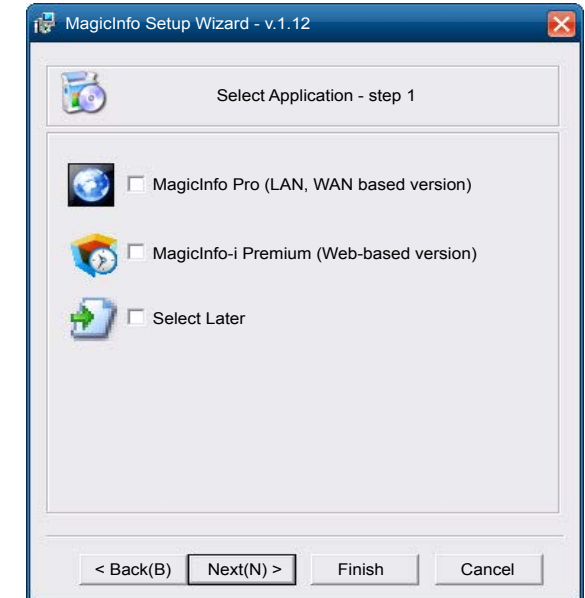 MagicInfo Setup Wizard - v.1.12
Select Application - step 1
MagicInfo Pro (LAN, WAN based version)
MagicInfo-i Premium (Web-based version)
Select Later
< Back(B) Next(N) > Finish Cancel